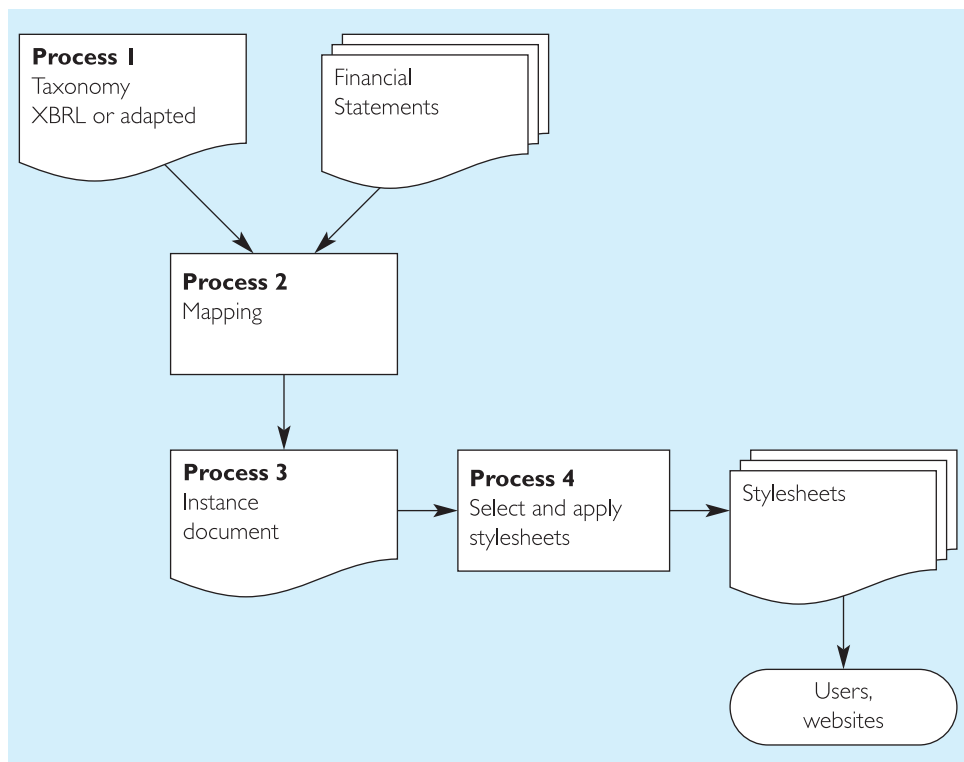 Process 1
Taxonomy
XBRL or adapted
Financial
Statements
Process 2
Mapping
Process 3
Instance
document
Process 4
Select and apply
stylesheets
Stylesheets
Users,
websites